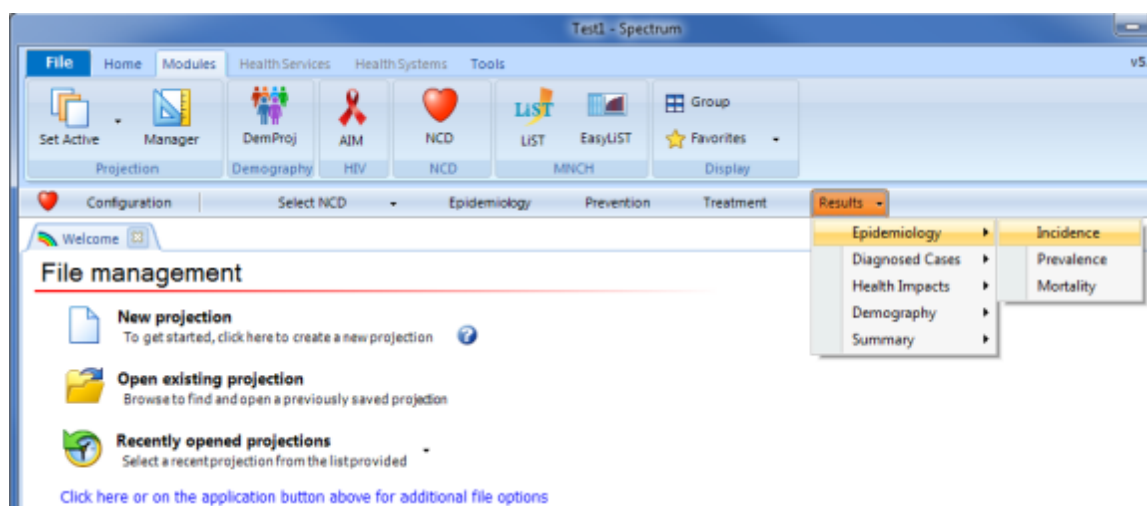 Test1 - Spectrum
File Home Modules Health Services Health Systems Tools
Set Active Manager DemProj AIM NCD LiST LiST EasyLiST Group
Favorites
Projection Demography HIV NCD MNCH Display
Configuration Select NCD Epidemiology Prevention Treatment Results
Welcome
Epidemiology Incidence
Diagnosed Cases Prevalence
Health Impacts Mortality
Demography
Summary
File management
New projection
To get started, click here to create a new projection
Open existing projection
Browse to find and open a previously saved projection
Recently opened projections
Select a recent projection from the list provided
Click here or on the application button above for additional file options